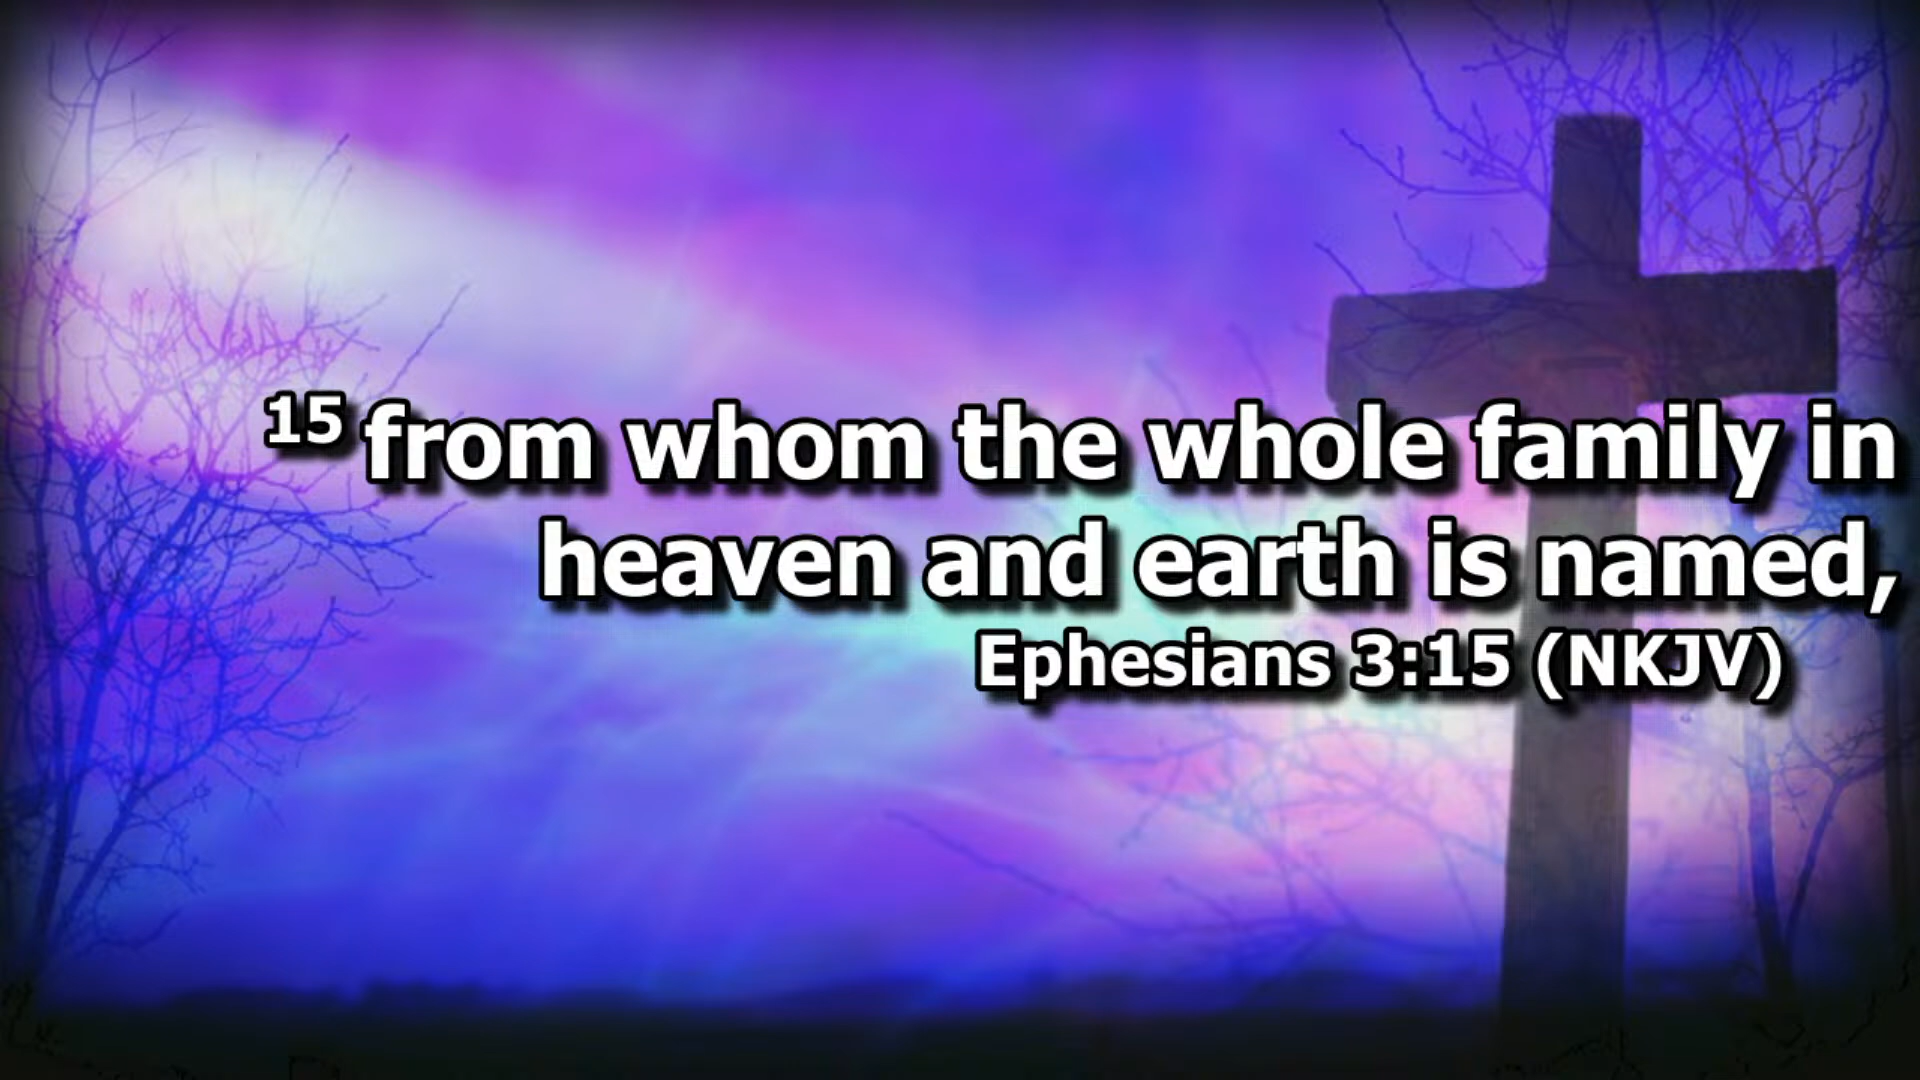 15 from whom the whole family in
heaven and earth is named,
Ephesians 3:15 (NKJV)